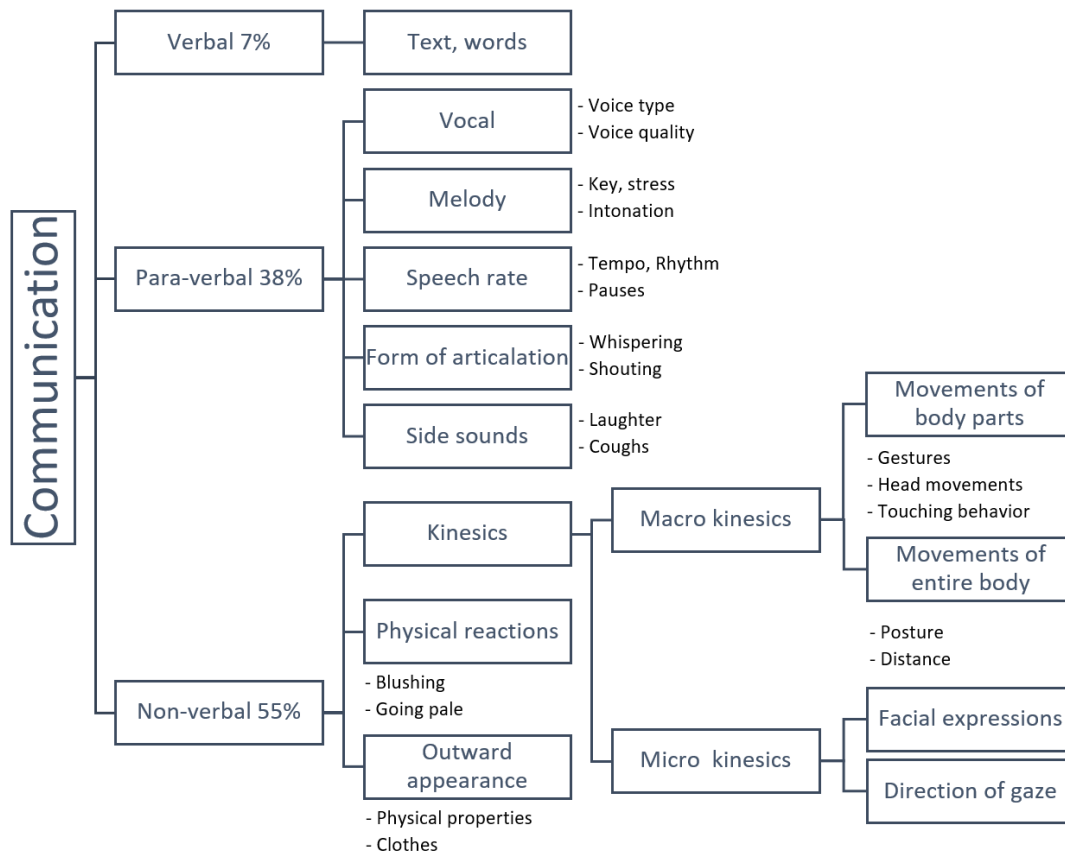 Communication
Verbal 7%
Text, words
Para-verbal 38%
Vocal
- Voice type
- Voice quality
Melody
- Key, stress
- Intonation
Speech rate
- Tempo, Rhythm
- Pauses
Form of articalation
- Whispering
- Shouting
Side sounds
- Laughter
- Coughs
Non-verbal 55%
Kinesics
Macro kinesics
Movements of
body parts
- Gestures
- Head movements
- Touching behavior
Movements of
entire body
- Posture
- Distance
Micro kinesics
Facial expressions
Direction of gaze
Physical reactions
- Blushing
- Going pale
Outward
appearance
- Physical properties
- Clothes